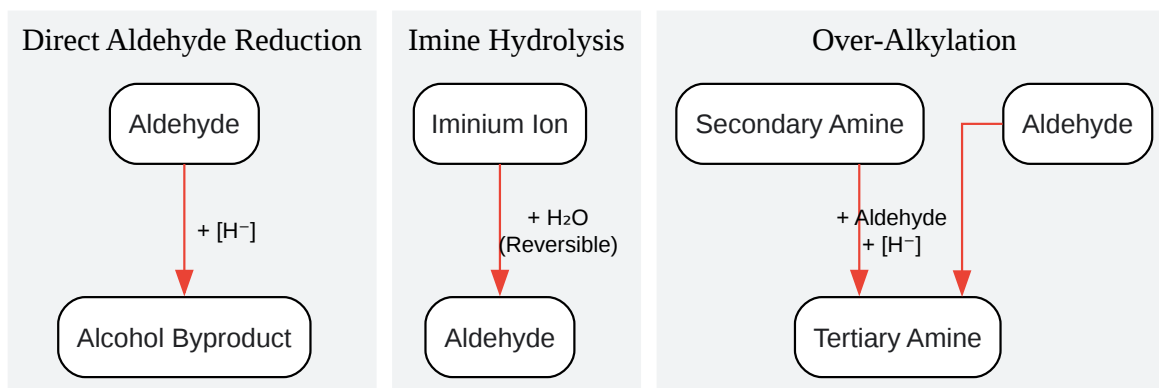 Direct Aldehyde Reduction
Aldehyde
+ [H⁻]
Alcohol Byproduct
Imine Hydrolysis
Iminium Ion
+ H₂O
(Reversible)
Aldehyde
Over-Alkylation
Secondary Amine
Aldehyde
+ Aldehyde
+ [H⁻]
Tertiary Amine